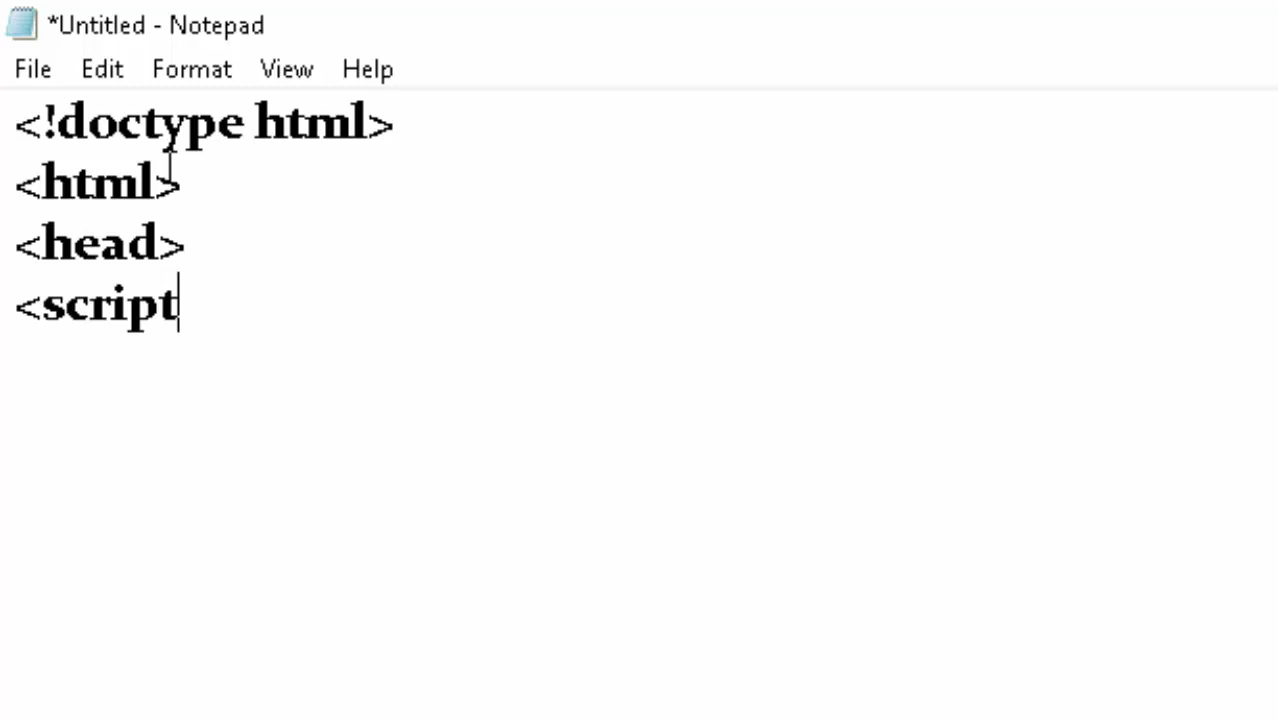 *Untitled - Notepad
File Edit Format View Help
<!doctype html>
<html>
<head>
<script